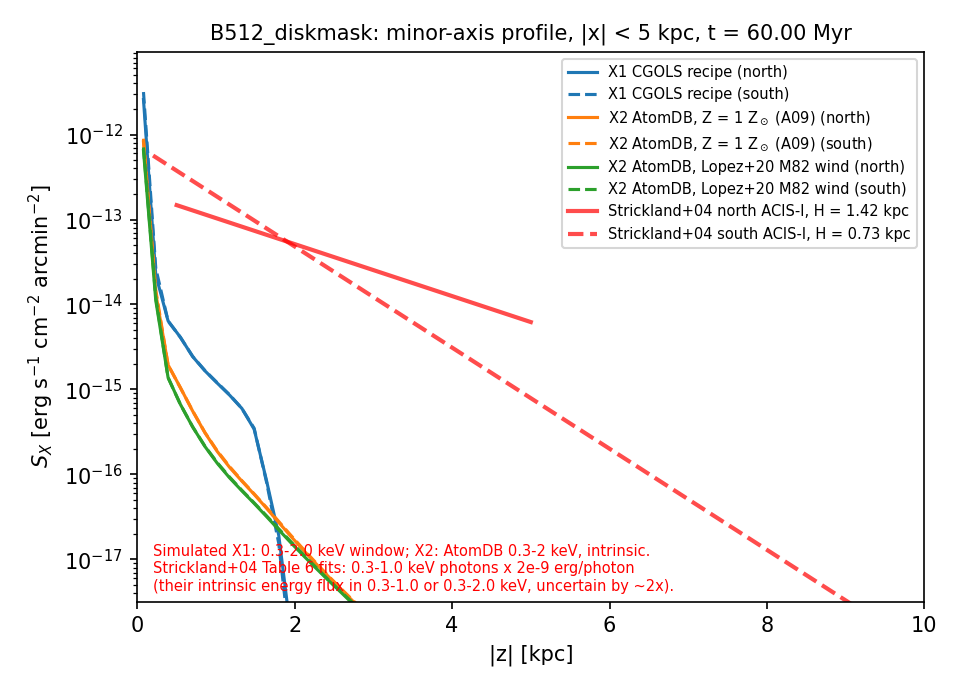 B512_diskmask: minor-axis profile, |x| < 5 kpc, t = 60.00 Myr
X1 CGOLS recipe (north)
X1 CGOLS recipe (south)
X2 AtomDB, Z = 1 Z⊙ (A09) (north)
X2 AtomDB, Z = 1 Z⊙ (A09) (south)
X2 AtomDB, Lopez+20 M82 wind (north)
X2 AtomDB, Lopez+20 M82 wind (south)
Strickland+04 north ACIS-I, H = 1.42 kpc
Strickland+04 south ACIS-I, H = 0.73 kpc
S_X [erg s⁻¹ cm⁻² arcmin⁻²]
10⁻¹²
10⁻¹³
10⁻¹⁴
10⁻¹⁵
10⁻¹⁶
10⁻¹⁷
Simulated X1: 0.3-2.0 keV window; X2: AtomDB 0.3-2 keV, intrinsic.
Strickland+04 Table 6 fits: 0.3-1.0 keV photons x 2e-9 erg/photon
(their intrinsic energy flux in 0.3-1.0 or 0.3-2.0 keV, uncertain by ~2x).
0 2 4 6 8 10
|z| [kpc]